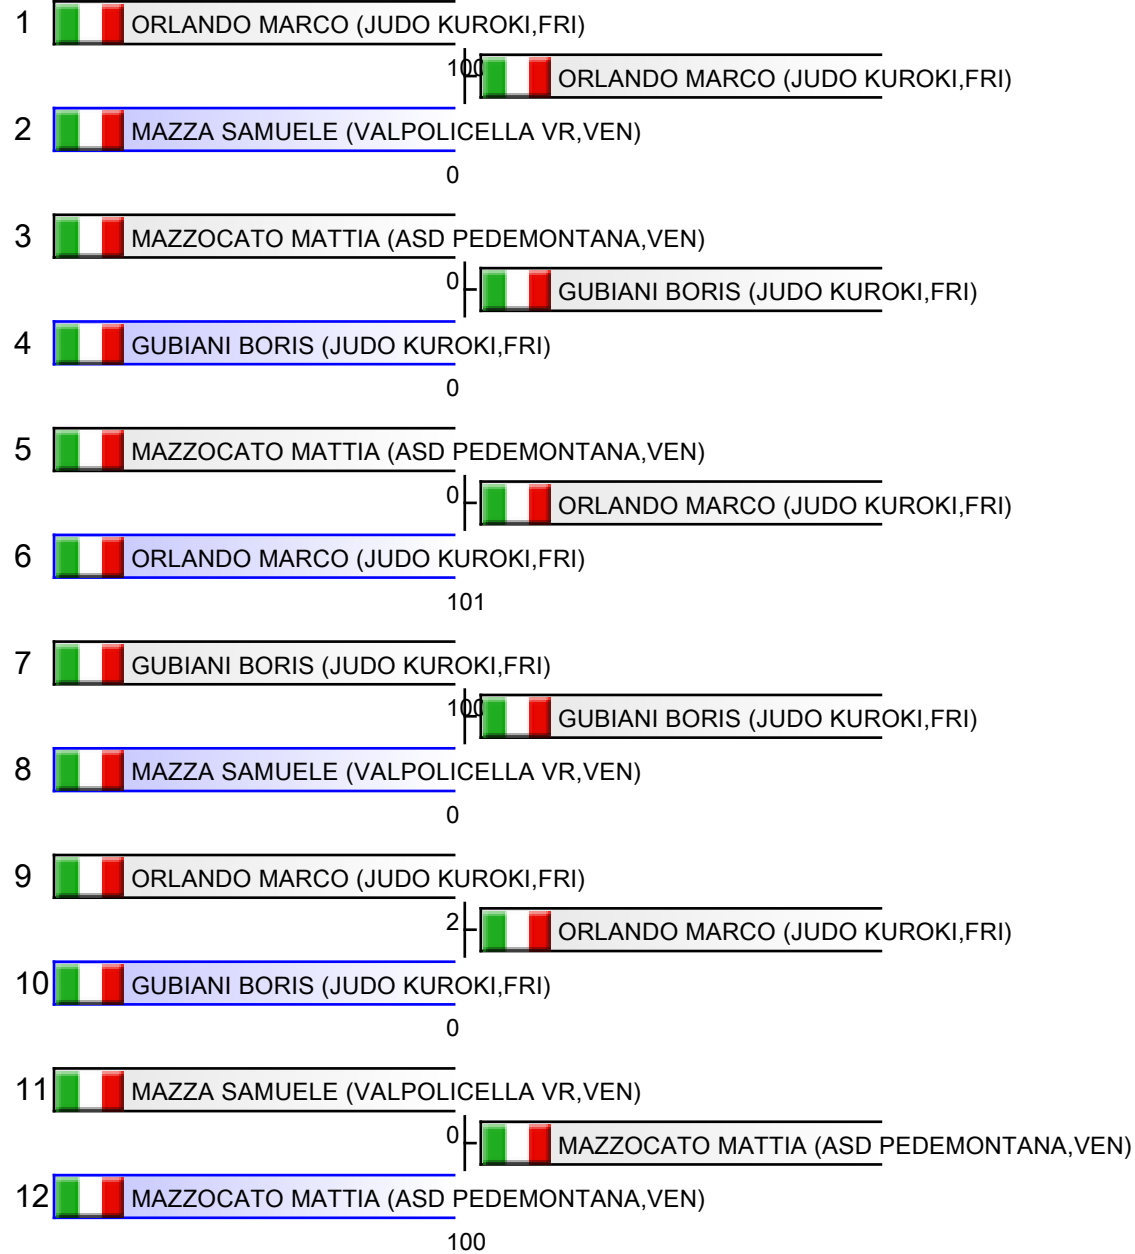 1 ORLANDO MARCO (JUDO KUROKI,FRI)
100 ORLANDO MARCO (JUDO KUROKI,FRI)
2 MAZZA SAMUELE (VALPOLICELLA VR,VEN)
0
3 MAZZOCATO MATTIA (ASD PEDEMONTANA,VEN)
0 GUBIANI BORIS (JUDO KUROKI,FRI)
4 GUBIANI BORIS (JUDO KUROKI,FRI)
0
5 MAZZOCATO MATTIA (ASD PEDEMONTANA,VEN)
0 ORLANDO MARCO (JUDO KUROKI,FRI)
6 ORLANDO MARCO (JUDO KUROKI,FRI)
101
7 GUBIANI BORIS (JUDO KUROKI,FRI)
100 GUBIANI BORIS (JUDO KUROKI,FRI)
8 MAZZA SAMUELE (VALPOLICELLA VR,VEN)
0
9 ORLANDO MARCO (JUDO KUROKI,FRI)
2 ORLANDO MARCO (JUDO KUROKI,FRI)
10 GUBIANI BORIS (JUDO KUROKI,FRI)
0
11 MAZZA SAMUELE (VALPOLICELLA VR,VEN)
0 MAZZOCATO MATTIA (ASD PEDEMONTANA,VEN)
12 MAZZOCATO MATTIA (ASD PEDEMONTANA,VEN)
100